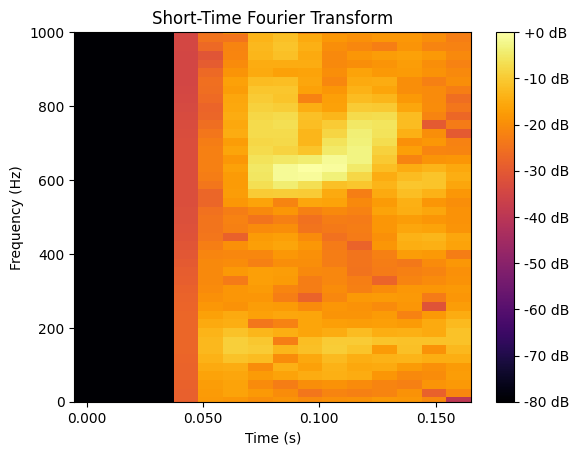 Short-Time Fourier Transform
Frequency (Hz)
1000
800
600
400
200
0
0.000
0.050
0.100
0.150
Time (s)
+0 dB
-10 dB
-20 dB
-30 dB
-40 dB
-50 dB
-60 dB
-70 dB
-80 dB